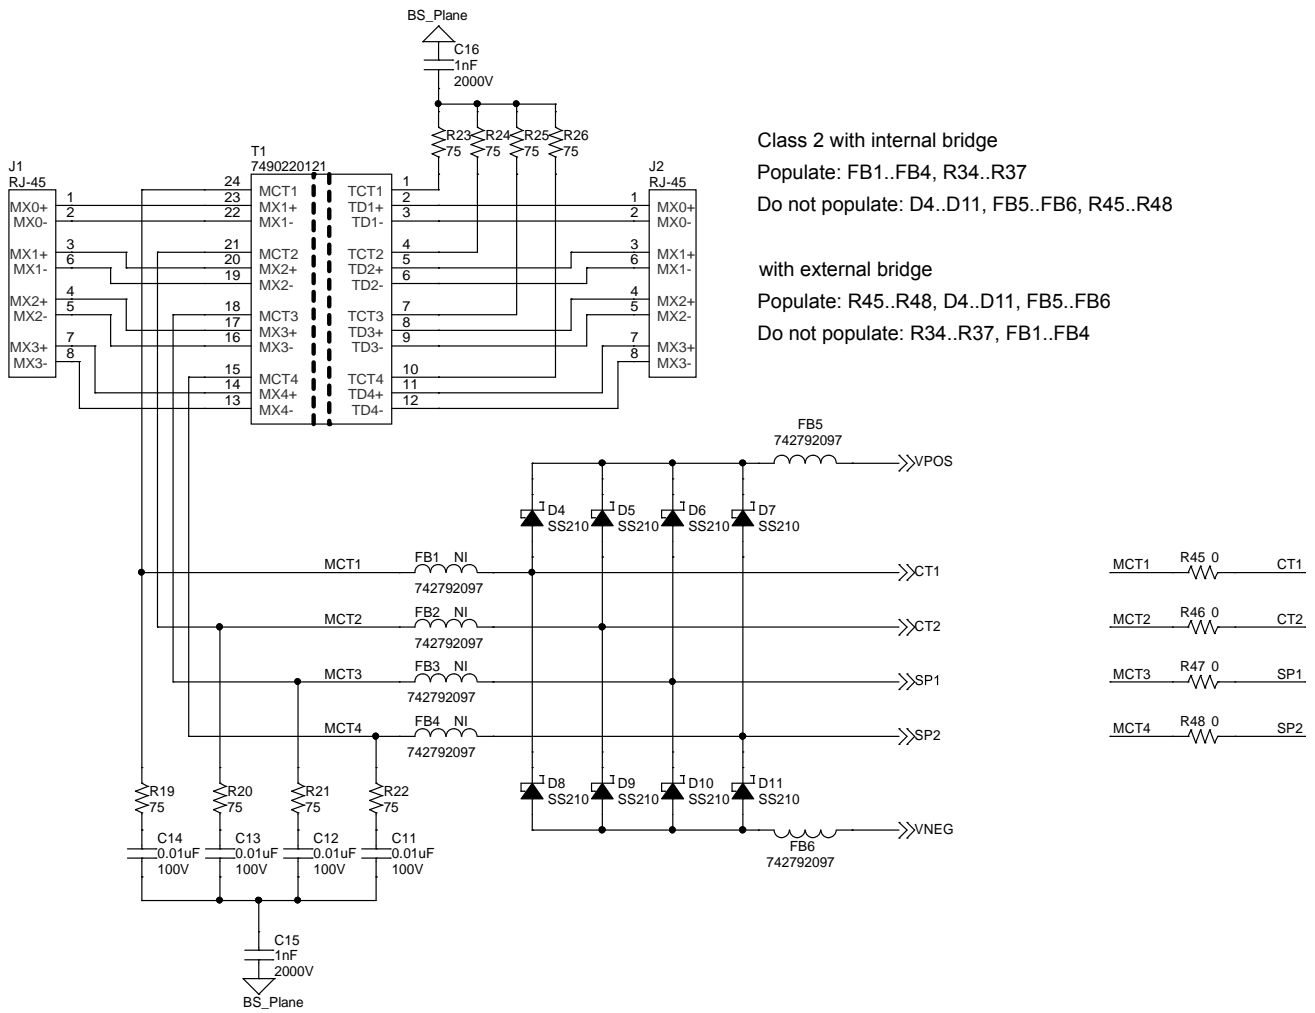 BS_Plane
C16
1nF
2000V
R23
75
R24
75
R25
75
R26
75
Class 2 with internal bridge
Populate: FB1..FB4, R34..R37
Do not populate: D4..D11, FB5..FB6, R45..R48
with external bridge
Populate: R45..R48, D4..D11, FB5..FB6
Do not populate: R34..R37, FB1..FB4
J1
RJ-45
1 MX0+
2 MX0-
3 MX1+
6 MX1-
4 MX2+
5 MX2-
7 MX3+
8 MX3-
T1
7490220121
24 MCT1 TCT1 1
23 MX1+ TD1+ 2
22 MX1- TD1- 3
21 MCT2 TCT2 4
20 MX2+ TD2+ 5
19 MX2- TD2- 6
18 MCT3 TCT3 7
17 MX3+ TD3+ 8
16 MX3- TD3- 9
15 MCT4 TCT4 10
14 MX4+ TD4+ 11
13 MX4- TD4- 12
J2
RJ-45
1 MX0+
2 MX0-
3 MX1+
6 MX1-
4 MX2+
5 MX2-
7 MX3+
8 MX3-
FB5
742792097
VPOS
D4
SS210
D5
SS210
D6
SS210
D7
SS210
MCT1 FB1 NI
742792097
CT1
MCT2 FB2 NI
742792097
CT2
MCT3 FB3 NI
742792097
SP1
MCT4 FB4 NI
742792097
SP2
MCT1 R45 0 CT1
MCT2 R46 0 CT2
MCT3 R47 0 SP1
MCT4 R48 0 SP2
D8
SS210
D9
SS210
D10
SS210
D11
SS210
VNEG
FB6
742792097
R19
75
R20
75
R21
75
R22
75
C14
0.01uF
100V
C13
0.01uF
100V
C12
0.01uF
100V
C11
0.01uF
100V
C15
1nF
2000V
BS_Plane